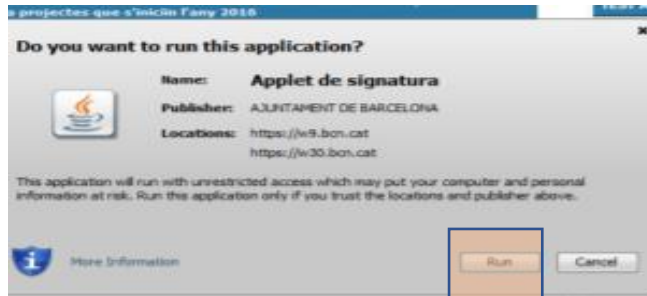 a projectes que s'iniciïn l'any 2016
Do you want to run this application?
Name: Applet de signatura
Publisher: AJUNTAMENT DE BARCELONA
Locations: https://w9.bcn.cat
https://w30.bcn.cat
This application will run with unrestricted access which may put your computer and personal
information at risk. Run this application only if you trust the locations and publisher above.
More Information
Run
Cancel